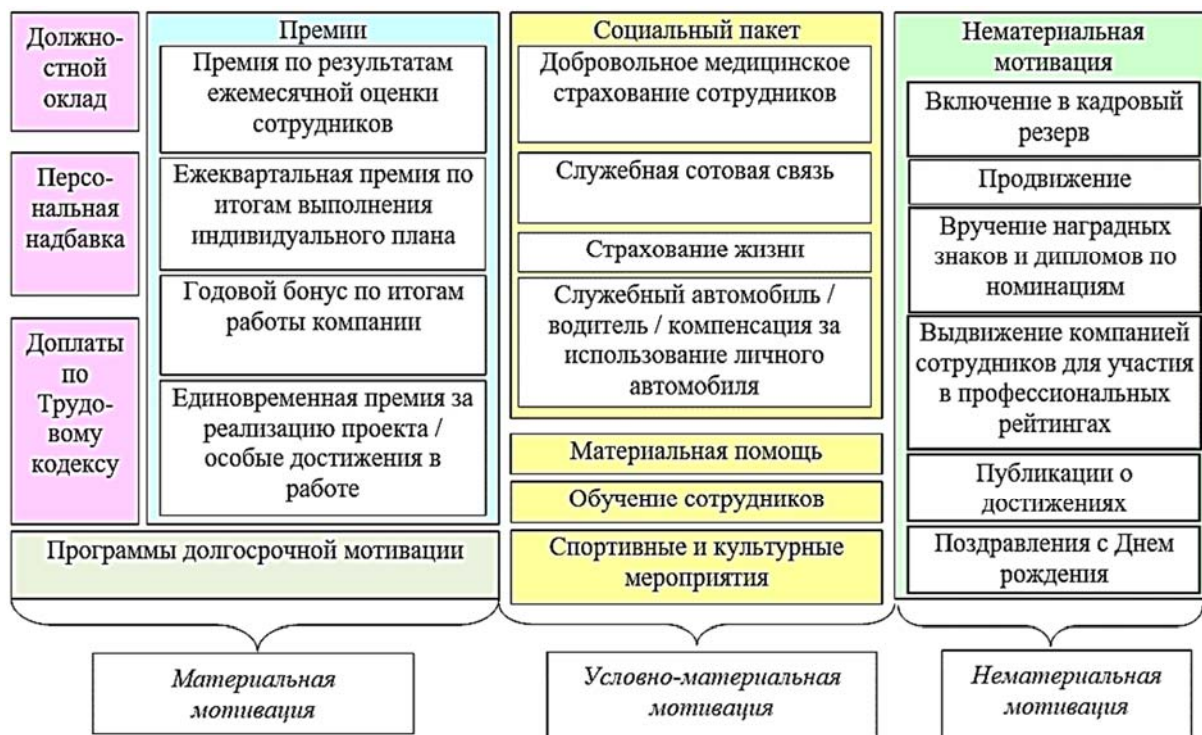 Должно-
стной
оклад
Персо-
нальная
надбавка
Доплаты
по
Трудо-
вому
кодексу
Премии
Премия по результатам
ежемесячной оценки
сотрудников
Ежеквартальная премия по
итогам выполнения
индивидуального плана
Годовой бонус по итогам
работы компании
Единовременная премия за
реализацию проекта /
особые достижения в
работе
Программы долгосрочной мотивации
Социальный пакет
Добровольное медицинское
страхование сотрудников
Служебная сотовая связь
Страхование жизни
Служебный автомобиль /
водитель / компенсация за
использование личного
автомобиля
Материальная помощь
Обучение сотрудников
Спортивные и культурные
мероприятия
Нематериальная
мотивация
Включение в кадровый
резерв
Продвижение
Вручение наградных
знаков и дипломов по
номинациям
Выдвижение компанией
сотрудников для участия
в профессиональных
рейтингах
Публикации о
достижениях
Поздравления с Днем
рождения
Материальная
мотивация
Условно-материальная
мотивация
Нематериальная
мотивация